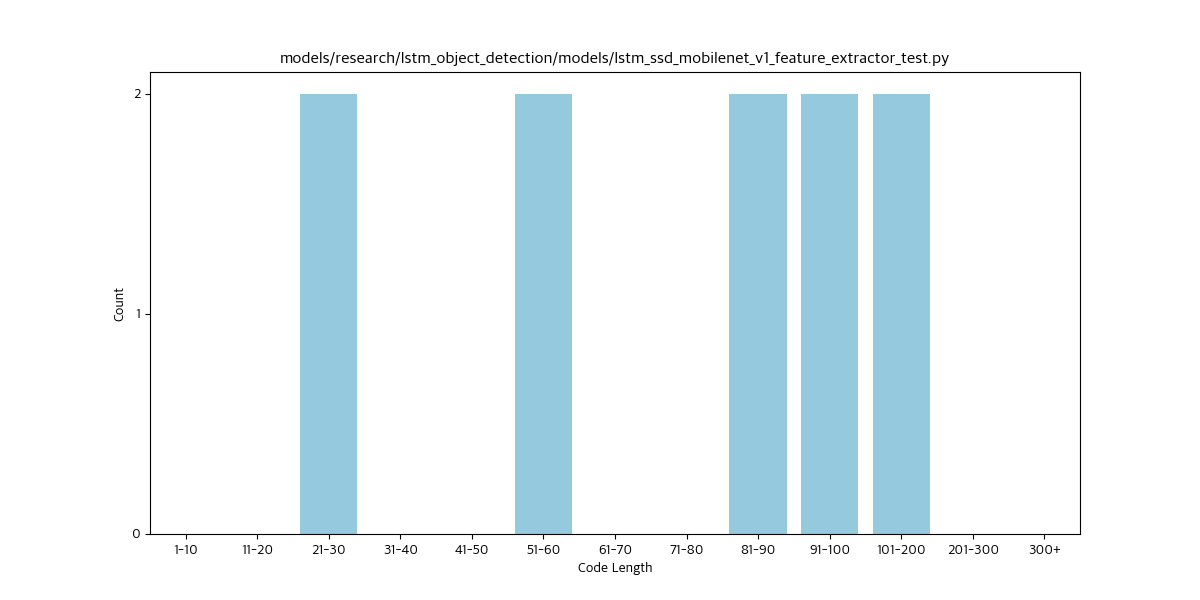 models/research/lstm_object_detection/models/lstm_ssd_mobilenet_v1_feature_extractor_test.py
2
1
0
Count
1-10 11-20 21-30 31-40 41-50 51-60 61-70 71-80 81-90 91-100 101-200 201-300 300+
Code Length